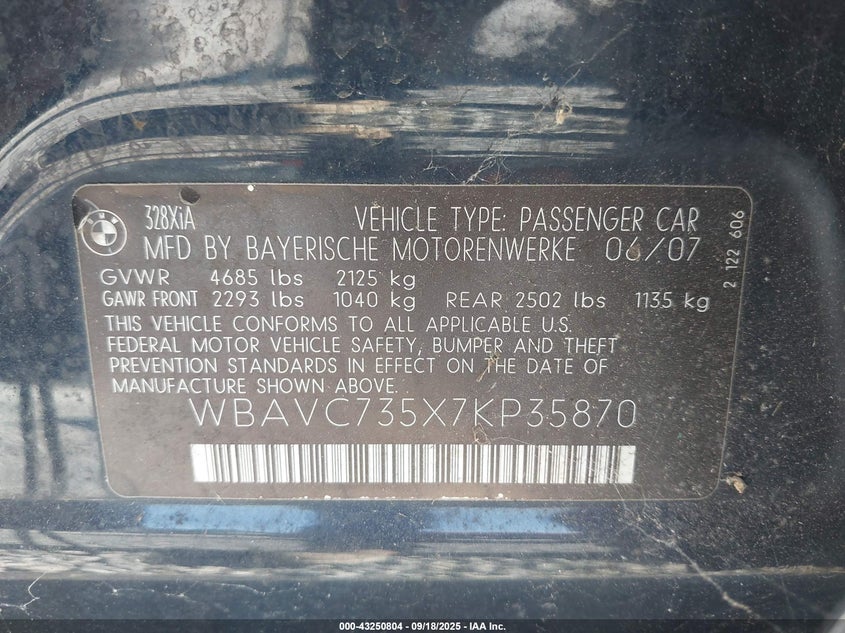 BMW
328XiA VEHICLE TYPE: PASSENGER CAR
MFD BY BAYERISCHE MOTORENWERKE 06/07
GVWR 4685 lbs 2125 kg
GAWR FRONT 2293 lbs 1040 kg REAR 2502 lbs 1135 kg
THIS VEHICLE CONFORMS TO ALL APPLICABLE U.S.
FEDERAL MOTOR VEHICLE SAFETY, BUMPER AND THEFT
PREVENTION STANDARDS IN EFFECT ON THE DATE OF
MANUFACTURE SHOWN ABOVE.
WBAVC735X7KP35870
2 122 606
000-43250804 - 09/18/2025 - IAA Inc.